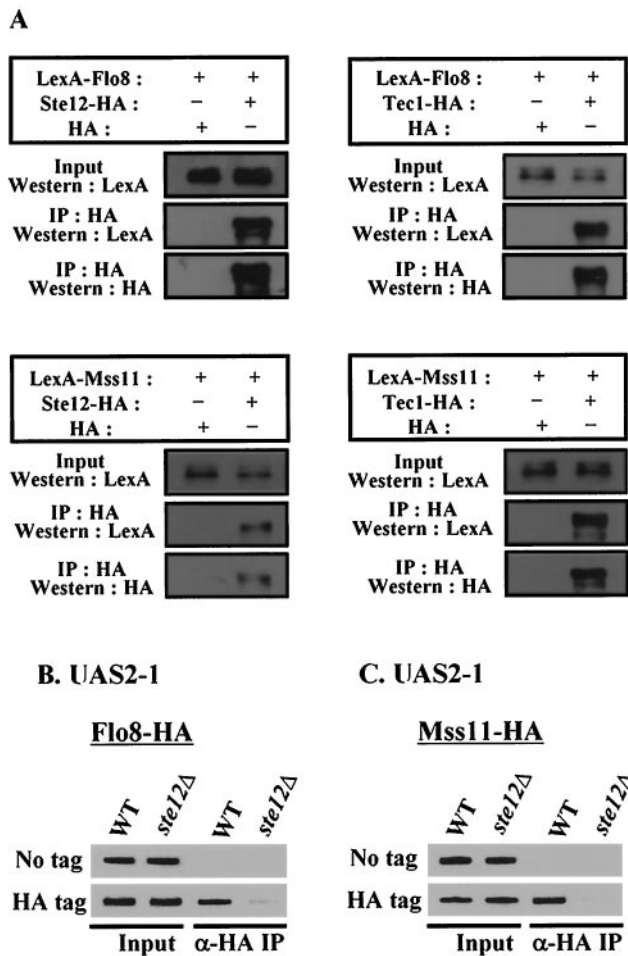 A
LexA-Flo8 : + +
Ste12-HA : – +
HA : + –
Input
Western : LexA
IP : HA
Western : LexA
IP : HA
Western : HA
LexA-Flo8 : + +
Tec1-HA : – +
HA : + –
Input
Western : LexA
IP : HA
Western : LexA
IP : HA
Western : HA
LexA-Mss11 : + +
Ste12-HA : – +
HA : + –
Input
Western : LexA
IP : HA
Western : LexA
IP : HA
Western : HA
LexA-Mss11 : + +
Tec1-HA : – +
HA : + –
Input
Western : LexA
IP : HA
Western : LexA
IP : HA
Western : HA
B. UAS2-1
Flo8-HA
WT ste12Δ WT ste12Δ
No tag
HA tag
Input α-HA IP
C. UAS2-1
Mss11-HA
WT ste12Δ WT ste12Δ
No tag
HA tag
Input α-HA IP